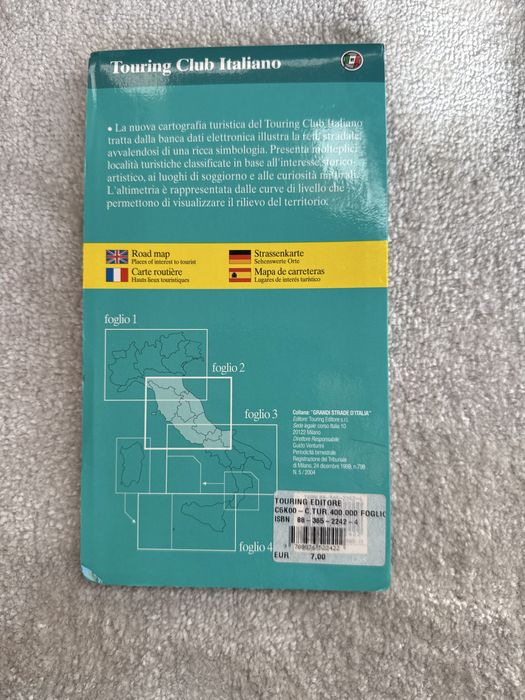 Touring Club Italiano
• La nuova cartografia turistica del Touring Club Italiano
tratta dalla banca dati elettronica illustra la rete stradale,
avvalendosi di una ricca simbologia. Presenta molteplici
località turistiche classificate in base all'interesse storico-
artistico, ai luoghi di soggiorno e alle curiosità naturali.
L'altimetria è rappresentata dalle curve di livello che
permettono di visualizzare il rilievo del territorio.
Road map
Places of interest to tourist
Carte routière
Hauts lieux touristiques
Strassenkarte
Sehenswerte Orte
Mapa de carreteras
Lugares de interés turístico
foglio 1
foglio 2
foglio 3
foglio 4
Collana: "GRANDI STRADE D'ITALIA"
Editore: Touring Editore s.r.l.
Sede legale: corso Italia 10
20122 Milano
Direttore Responsabile:
Guido Venturini
Periodicità bimestrale
Registrazione del Tribunale
di Milano, 24 dicembre 1999, n.799
N. 5 / 2004
TOURING EDITORE
C5K00 - C.TUR.400.000 FOGLIO
ISBN 88-365-2242-4
EUR 7,00